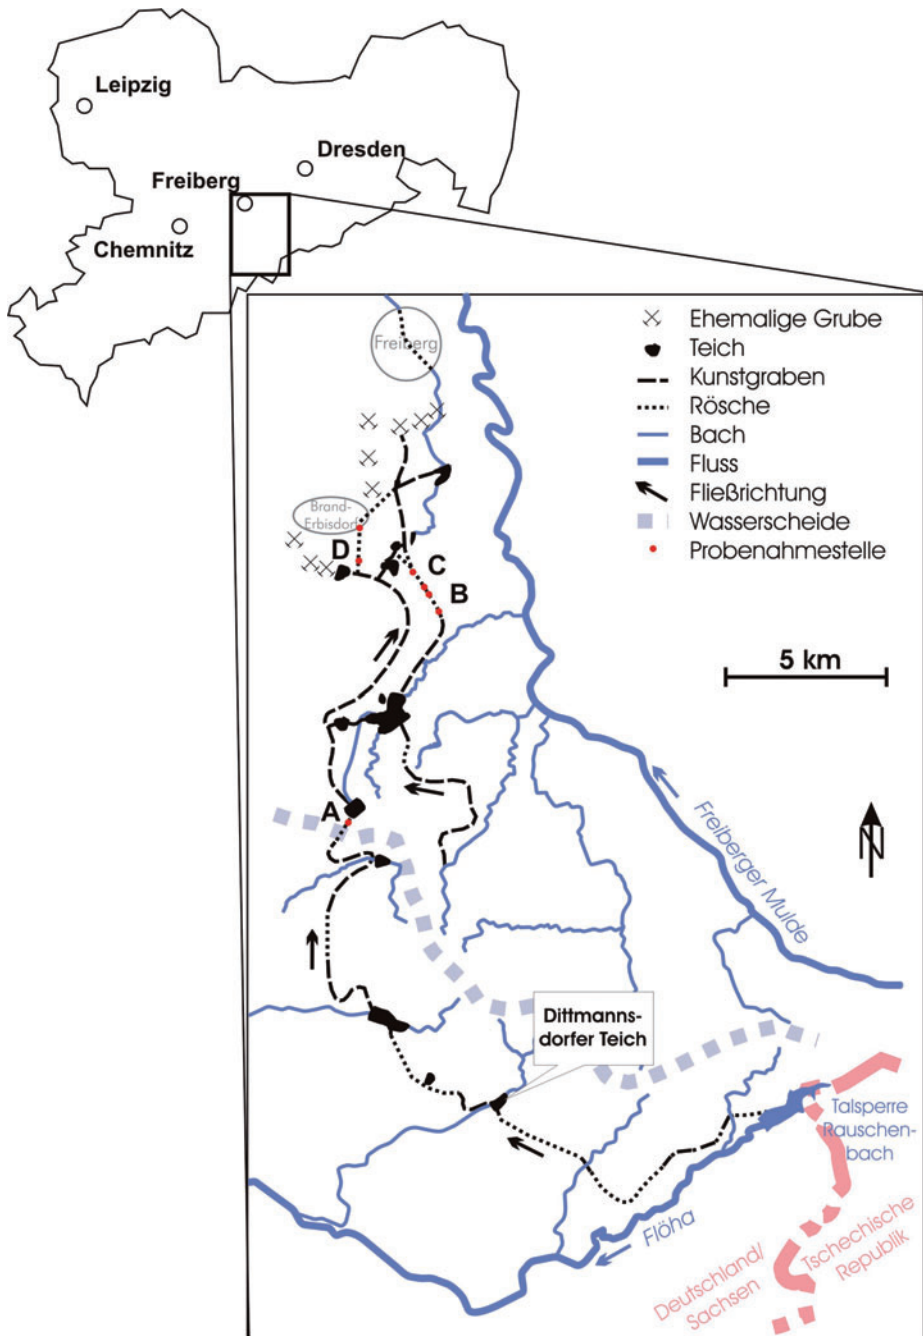 Leipzig
Dresden
Freiberg
Chemnitz
Freiberg
Ehemalige Grube
Teich
Kunstgraben
Rösche
Bach
Fluss
Fließrichtung
Wasserscheide
Probenahmestelle
Brand-
Erbisdorf
D
C
B
5 km
A
N
Freiberger Mulde
Dittmanns-
dorfer Teich
Talsperre
Rauschen-
bach
Flöha
Deutschland/
Sachsen
Tschechische
Republik